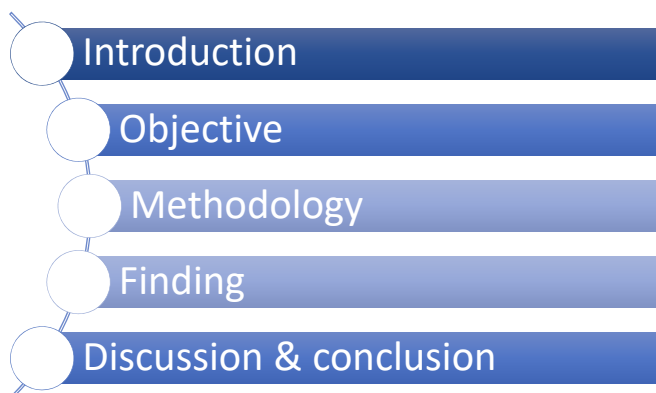 Introduction
Objective
Methodology
Finding
Discussion & conclusion